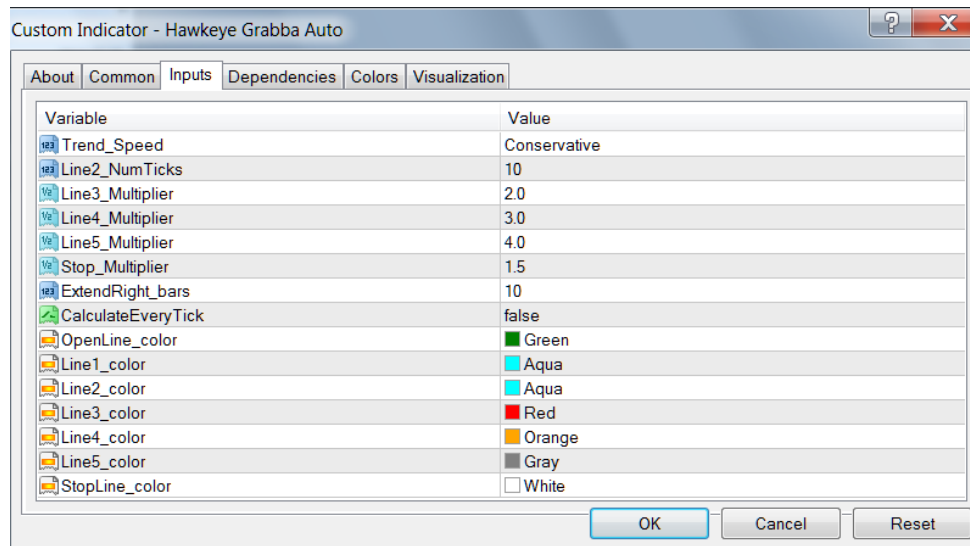 Custom Indicator - Hawkeye Grabba Auto
About Common Inputs Dependencies Colors Visualization
Variable Value
Trend_Speed Conservative
Line2_NumTicks 10
Line3_Multiplier 2.0
Line4_Multiplier 3.0
Line5_Multiplier 4.0
Stop_Multiplier 1.5
ExtendRight_bars 10
CalculateEveryTick false
OpenLine_color Green
Line1_color Aqua
Line2_color Aqua
Line3_color Red
Line4_color Orange
Line5_color Gray
StopLine_color White
OK Cancel Reset